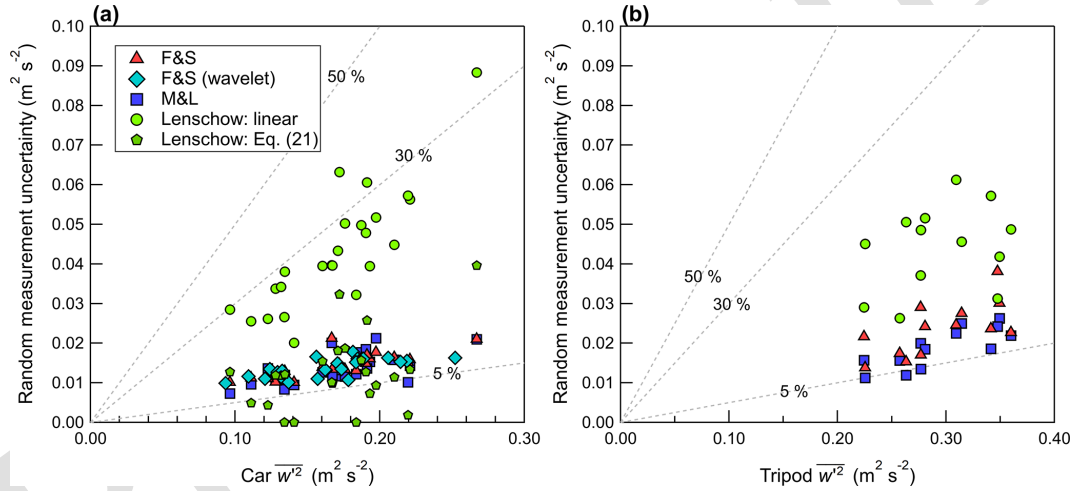 (a)
(b)
0.10
0.09
0.08
0.07
0.06
0.05
0.04
0.03
0.02
0.01
0.00
Random measurement uncertainty (m² s⁻²)
F&S
F&S (wavelet)
M&L
Lenschow: linear
Lenschow: Eq. (21)
50 %
30 %
5 %
0.00 0.10 0.20 0.30
Car w'² (m² s⁻²)
0.10
0.09
0.08
0.07
0.06
0.05
0.04
0.03
0.02
0.01
0.00
Random measurement uncertainty (m² s⁻²)
50 %
30 %
5 %
0.00 0.10 0.20 0.30 0.40
Tripod w'² (m² s⁻²)